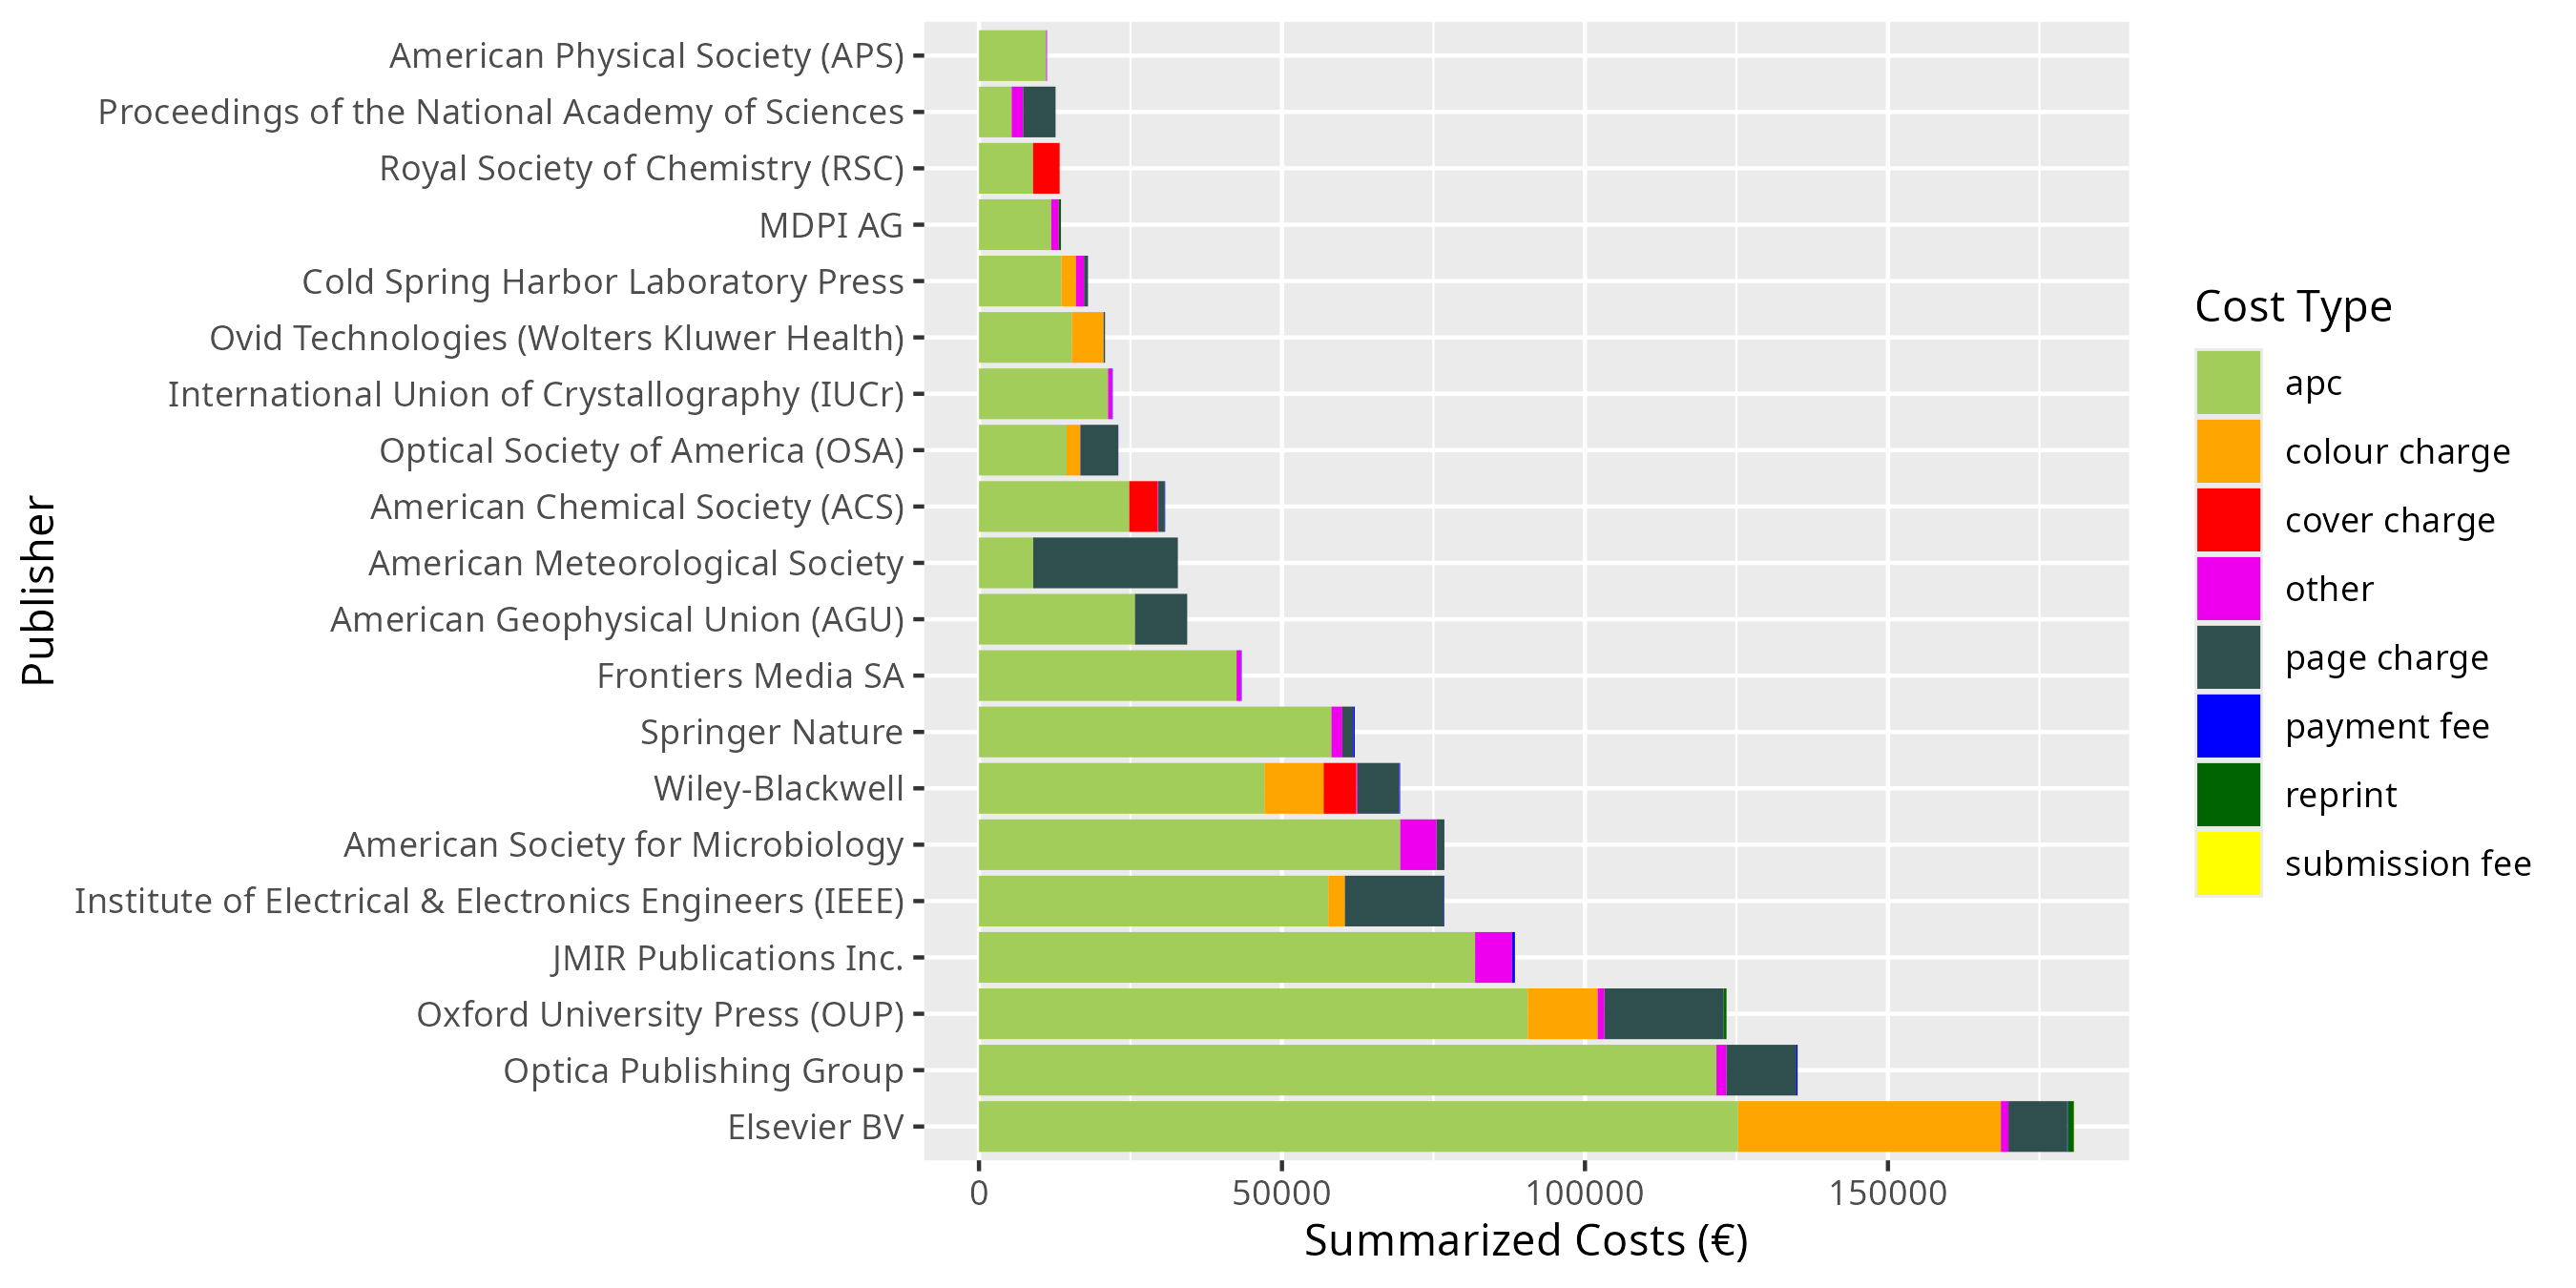 American Physical Society (APS)
Proceedings of the National Academy of Sciences
Royal Society of Chemistry (RSC)
MDPI AG
Cold Spring Harbor Laboratory Press
Ovid Technologies (Wolters Kluwer Health)
International Union of Crystallography (IUCr)
Optical Society of America (OSA)
American Chemical Society (ACS)
American Meteorological Society
American Geophysical Union (AGU)
Frontiers Media SA
Springer Nature
Wiley-Blackwell
American Society for Microbiology
Institute of Electrical & Electronics Engineers (IEEE)
JMIR Publications Inc.
Oxford University Press (OUP)
Optica Publishing Group
Elsevier BV
Publisher
0 50000 100000 150000
Summarized Costs (€)
Cost Type
apc
colour charge
cover charge
other
page charge
payment fee
reprint
submission fee